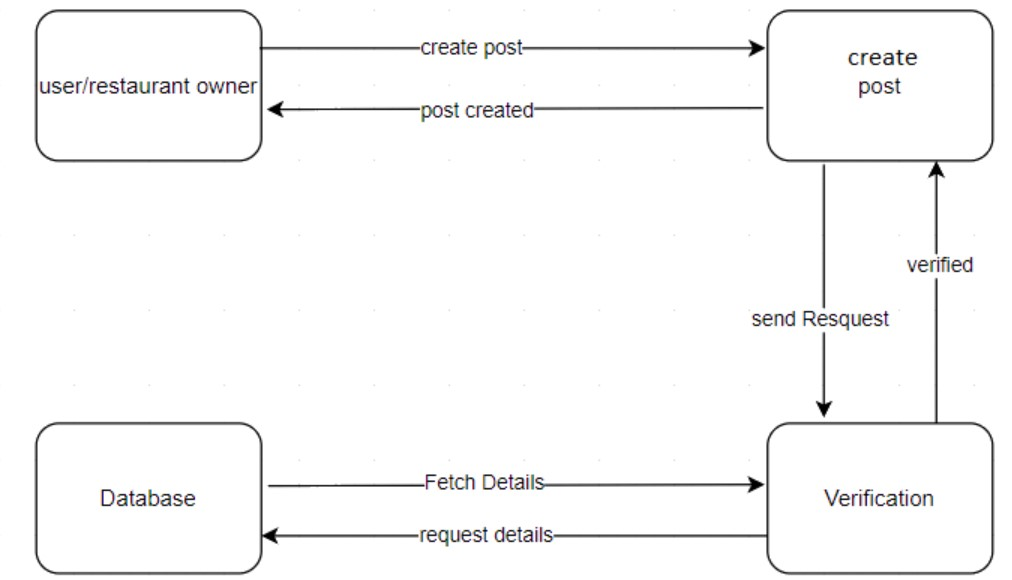 create post
user/restaurant owner
create
post
post created
verified
send Resquest
Fetch Details
Database
Verification
request details